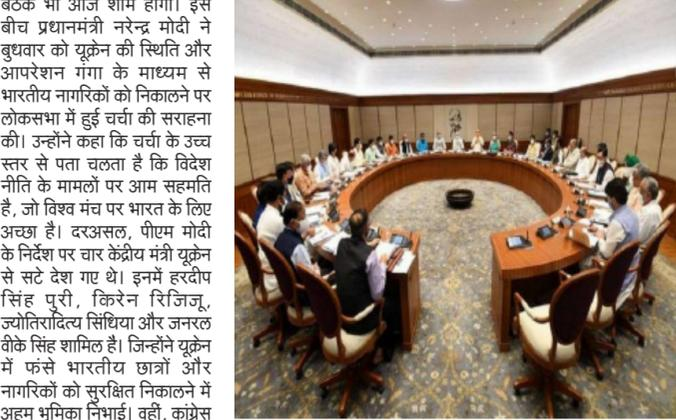 बैठक भी आज शाम होगी। इस
बीच प्रधानमंत्री नरेन्द्र मोदी ने
बुधवार को यूक्रेन की स्थिति और
आपरेशन गंगा के माध्यम से
भारतीय नागरिकों को निकालने पर
लोकसभा में हुई चर्चा की सराहना
की। उन्होंने कहा कि चर्चा के उच्च
स्तर से पता चलता है कि विदेश
नीति के मामलों पर आम सहमति
है, जो विश्व मंच पर भारत के लिए
अच्छा है। दरअसल, पीएम मोदी
के निर्देश पर चार केंद्रीय मंत्री यूक्रेन
से सटे देश गए थे। इनमें हरदीप
सिंह पुरी, किरेन रिजिजू,
ज्योतिरादित्य सिंधिया और जनरल
वीके सिंह शामिल है। जिन्होंने यूक्रेन
में फंसे भारतीय छात्रों और
नागरिकों को सुरक्षित निकालने में
अहम भूमिका निभाई। वहीं, कांग्रेस